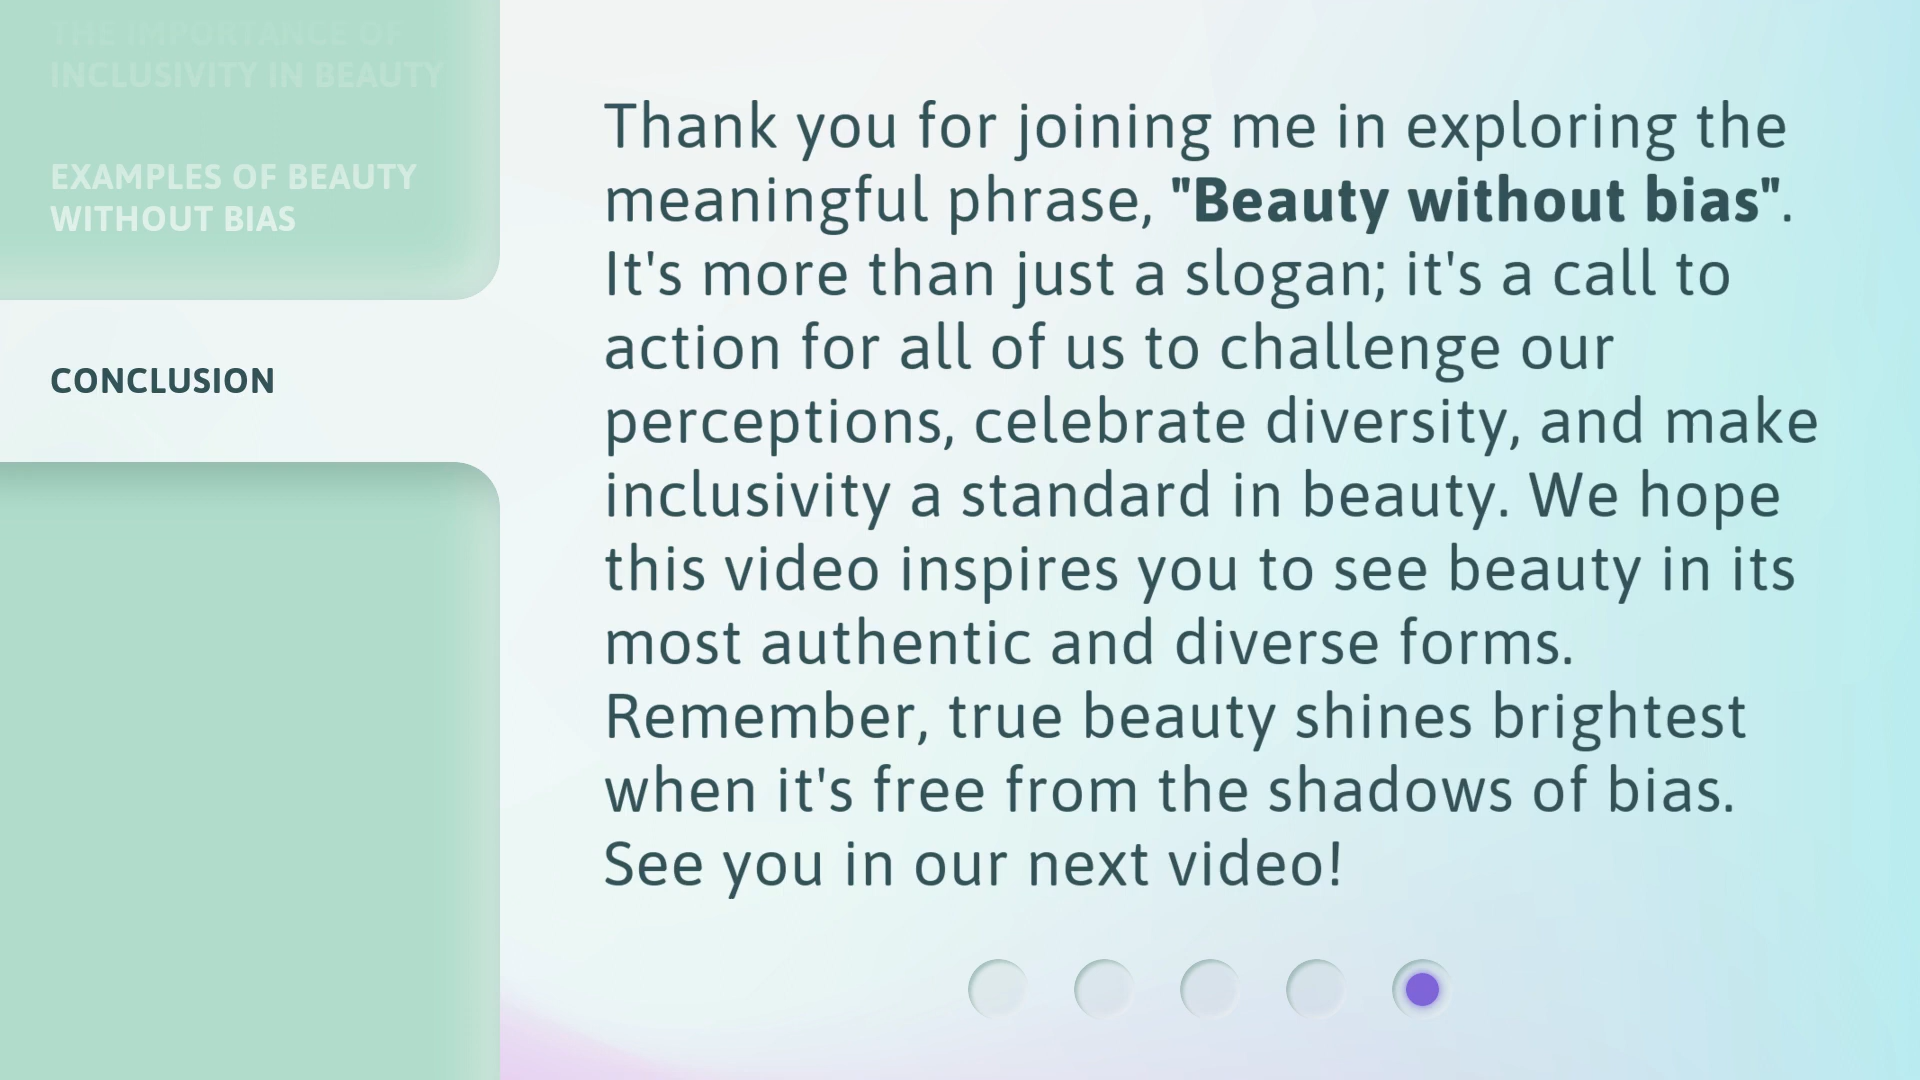 THE IMPORTANCE OF
INCLUSIVITY IN BEAUTY
EXAMPLES OF BEAUTY
WITHOUT BIAS
CONCLUSION
Thank you for joining me in exploring the
meaningful phrase, "Beauty without bias".
It's more than just a slogan; it's a call to
action for all of us to challenge our
perceptions, celebrate diversity, and make
inclusivity a standard in beauty. We hope
this video inspires you to see beauty in its
most authentic and diverse forms.
Remember, true beauty shines brightest
when it's free from the shadows of bias.
See you in our next video!